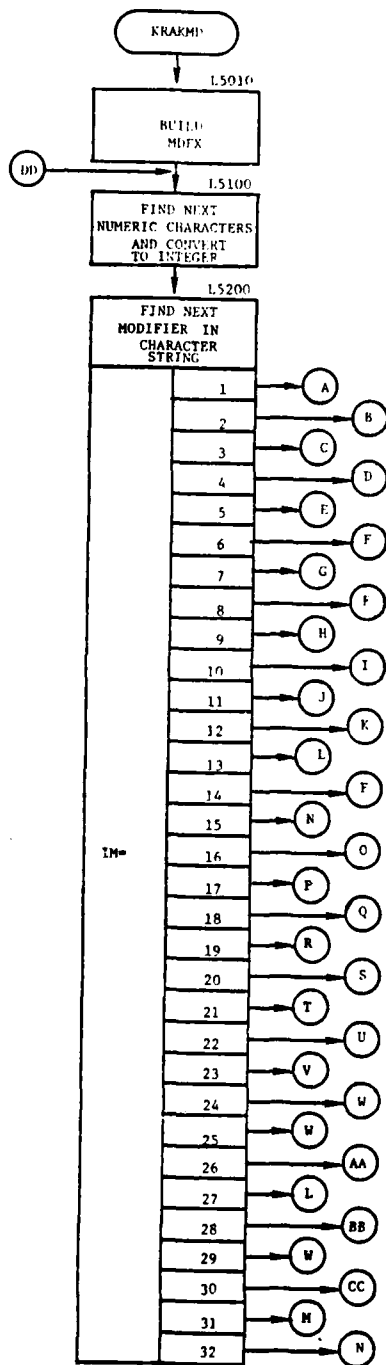 KRAKMD
L5010
BUILD
MDFX
DD
L5100
FIND NEXT
NUMERIC CHARACTERS
AND CONVERT
TO INTEGER
L5200
FIND NEXT
MODIFIER IN
CHARACTER
STRING
1 A
2 B
3 C
4 D
5 E
6 F
7 G
8 F
9 H
10 I
11 J
12 K
13 L
14 F
15 N
IM=
16 O
17 P
18 Q
19 R
20 S
21 T
22 U
23 V
24 W
25 W
26 AA
27 L
28 BB
29 W
30 CC
31 M
32 N